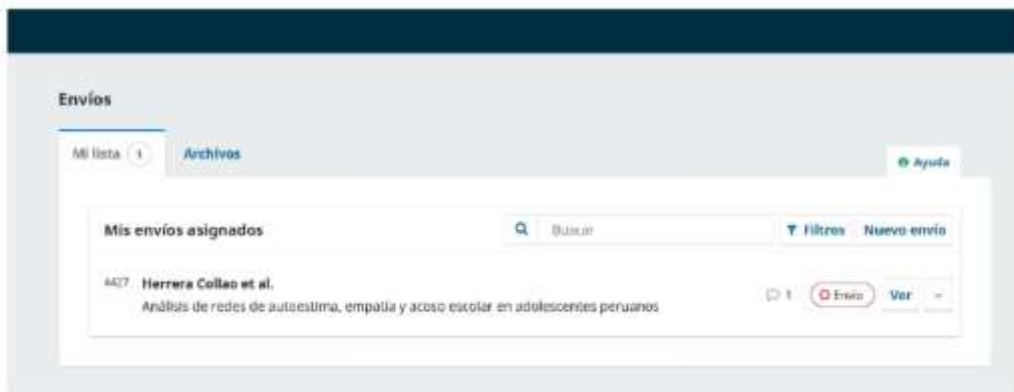 Envíos
Mi lista 1 Archivos
Ayuda
Mis envíos asignados Buscar Filtros Nuevo envío
4427 Herrera Collao et al. 1 Envío Ver
Análisis de redes de autoestima, empatía y acoso escolar en adolescentes peruanos